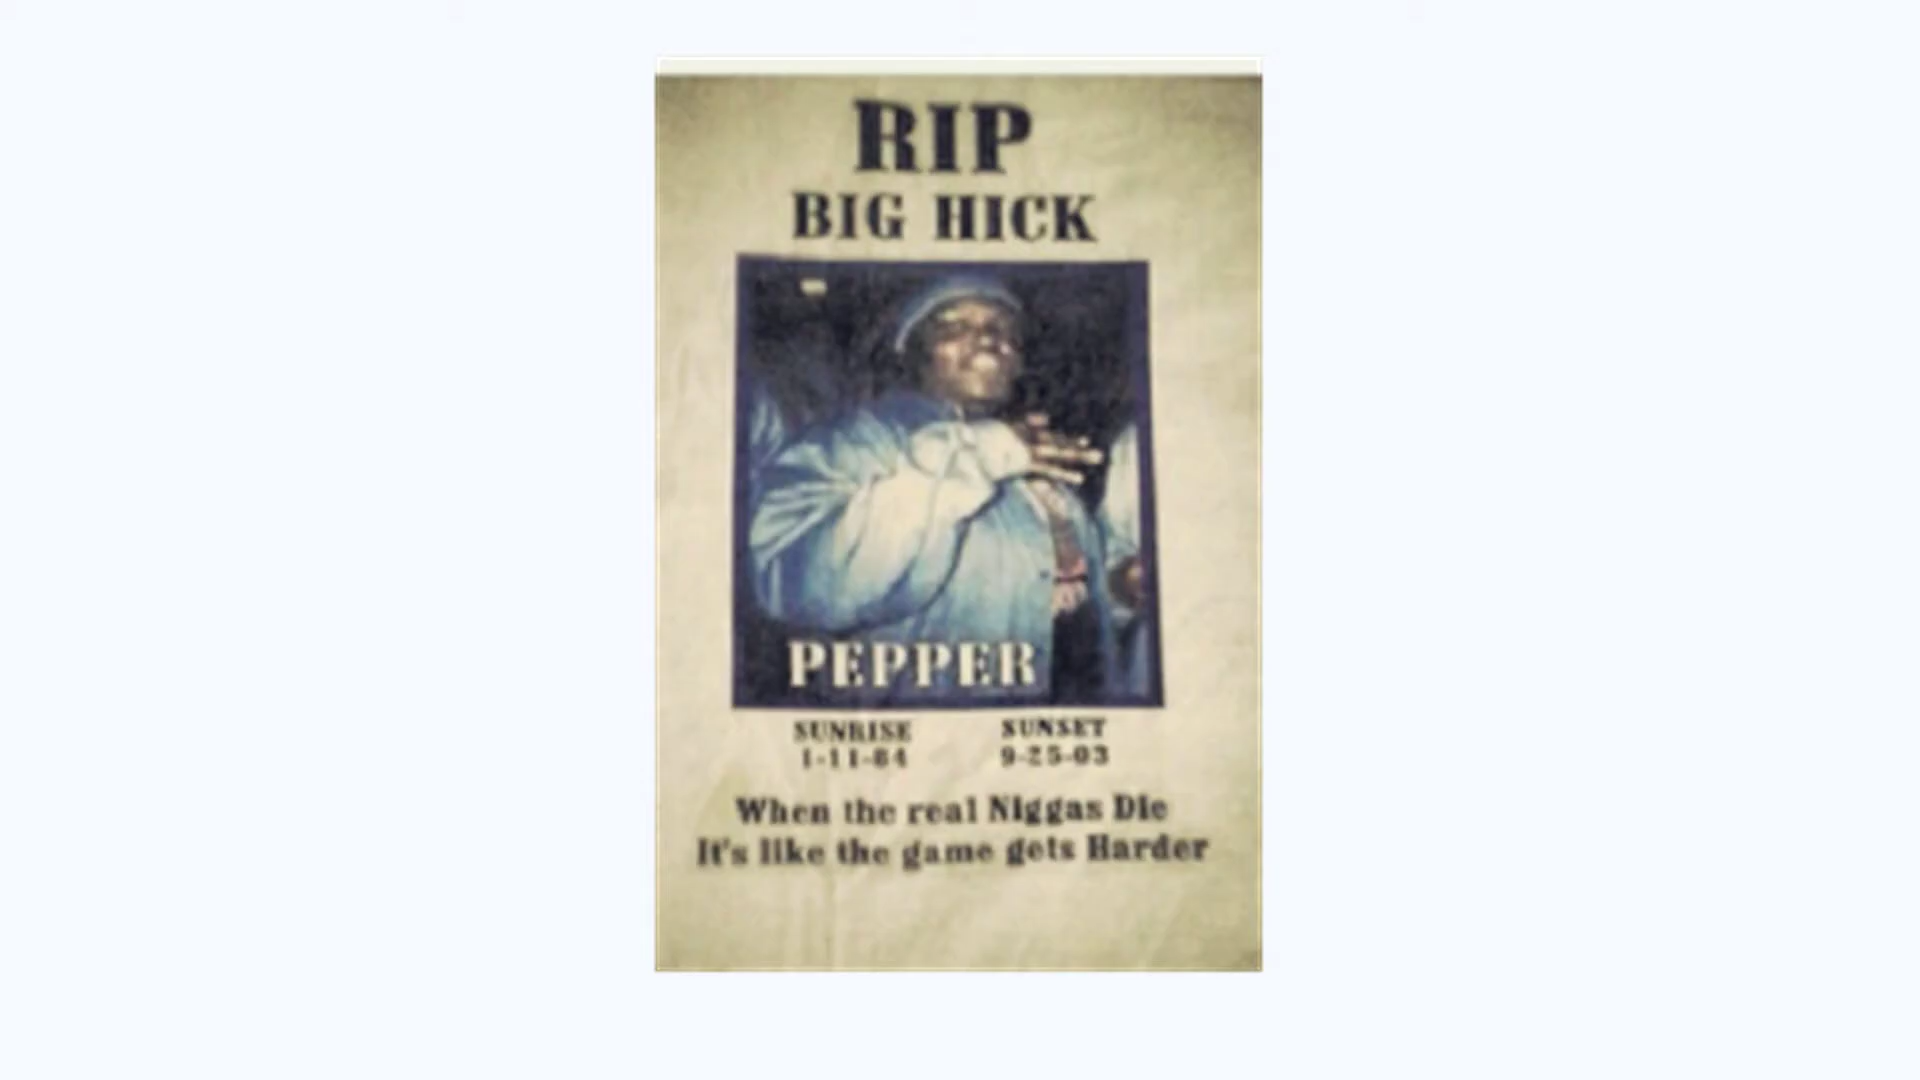 RIP
BIG HICK
PEPPER
SUNRISE SUNSET
1-11-84 9-25-03
When the real Niggas Die
It's like the game gets Harder